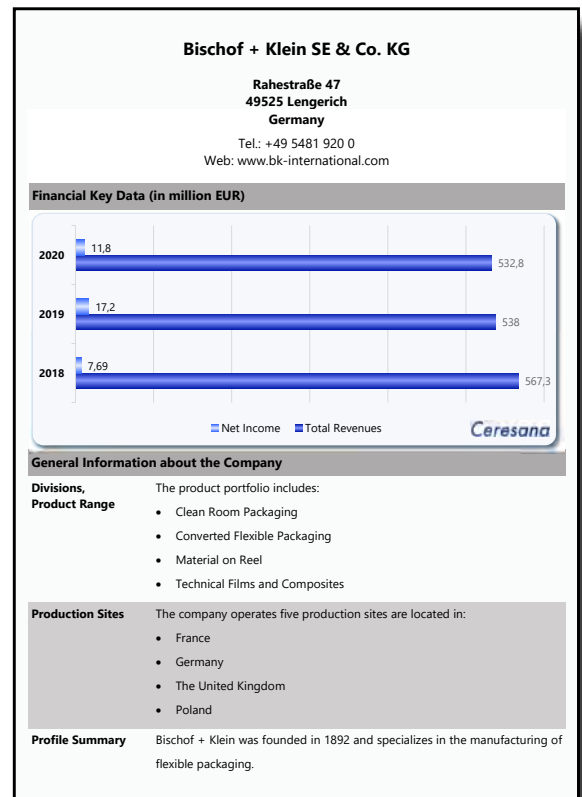 Bischof + Klein SE & Co. KG
Rahestraße 47
49525 Lengerich
Germany
Tel.: +49 5481 920 0
Web: www.bk-international.com
Financial Key Data (in million EUR)
2020
11,8
532,8
2019
17,2
538
2018
7,69
567,3
Net Income Total Revenues
Ceresana
General Information about the Company
Divisions, The product portfolio includes:
Product Range
• Clean Room Packaging
• Converted Flexible Packaging
• Material on Reel
• Technical Films and Composites
Production Sites The company operates five production sites are located in:
• France
• Germany
• The United Kingdom
• Poland
Profile Summary Bischof + Klein was founded in 1892 and specializes in the manufacturing of
flexible packaging.